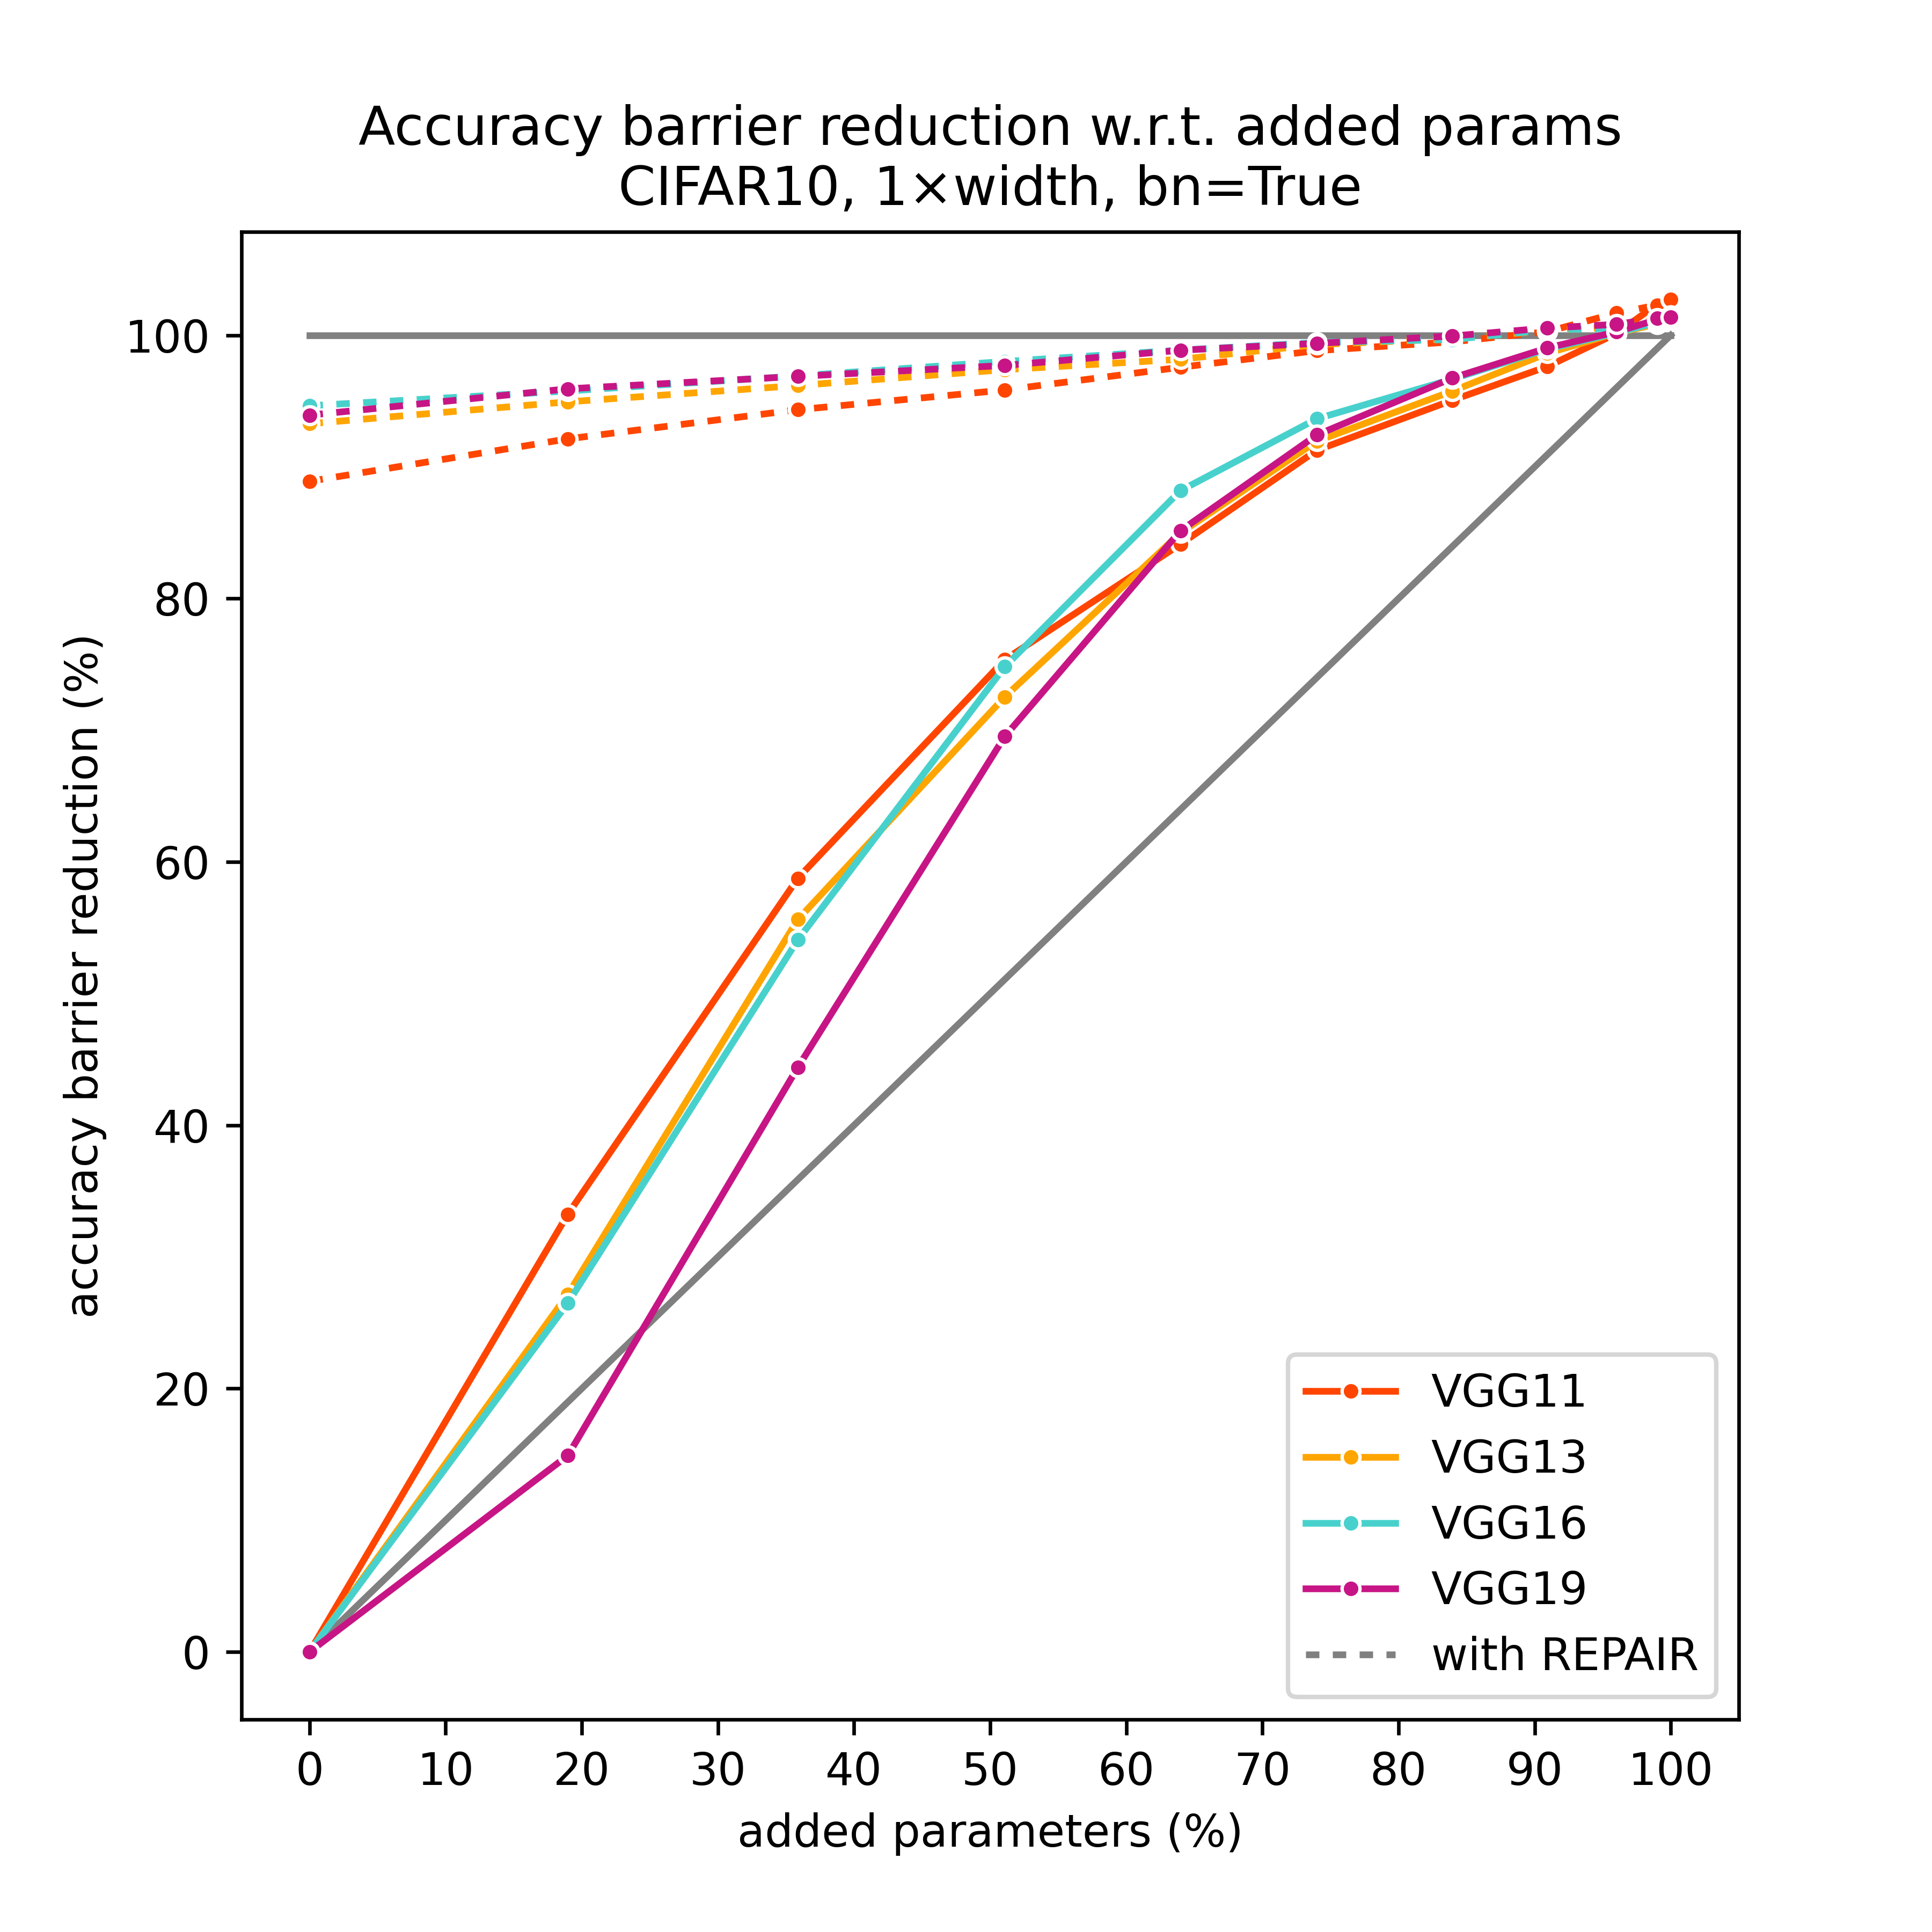 Accuracy barrier reduction w.r.t. added params
CIFAR10, 1×width, bn=True
accuracy barrier reduction (%)
100
80
60
40
20
0
0 10 20 30 40 50 60 70 80 90 100
added parameters (%)
VGG11
VGG13
VGG16
VGG19
with REPAIR